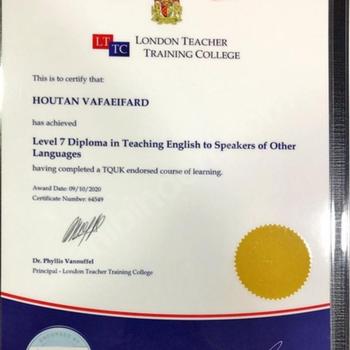 LT
TC
LONDON TEACHER
TRAINING COLLEGE
This is to certify that:
HOUTAN VAFAEIFARD
has achieved
Level 7 Diploma in Teaching English to Speakers of Other
Languages
having completed a TQUK endorsed course of learning.
Award Date: 09/10/2020
Certificate Number: 64549
Dr. Phyllis Vannuffel
Principal - London Teacher Training College